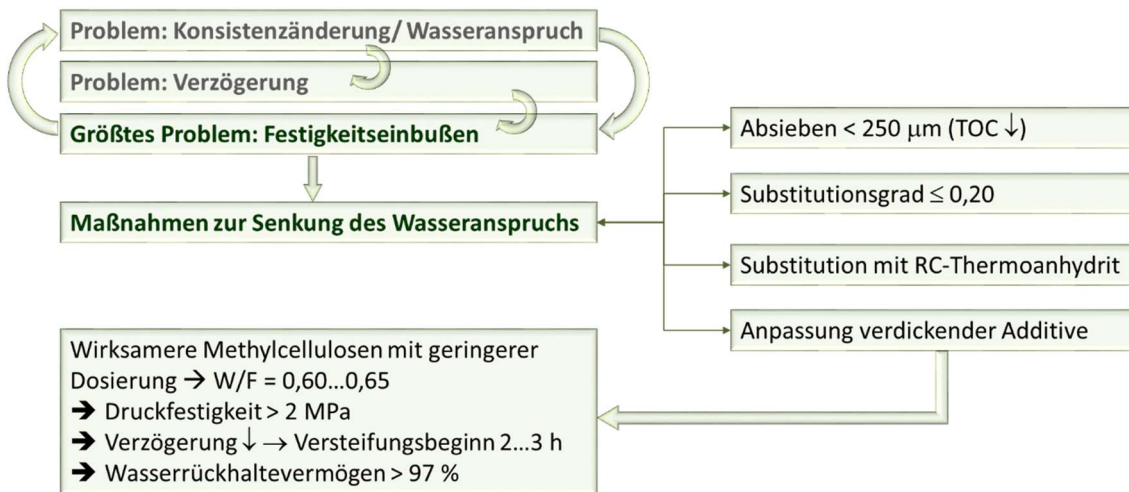 Problem: Konsistenzänderung/ Wasseranspruch
Problem: Verzögerung
Größtes Problem: Festigkeitseinbußen
Maßnahmen zur Senkung des Wasseranspruchs
Absieben < 250 µm (TOC ↓)
Substitutionsgrad ≤ 0,20
Substitution mit RC-Thermoanhydrit
Anpassung verdickender Additive
Wirksamere Methylcellulosen mit geringerer
Dosierung → W/F = 0,60...0,65
➔ Druckfestigkeit > 2 MPa
➔ Verzögerung ↓ → Versteifungsbeginn 2...3 h
➔ Wasserrückhaltevermögen > 97 %